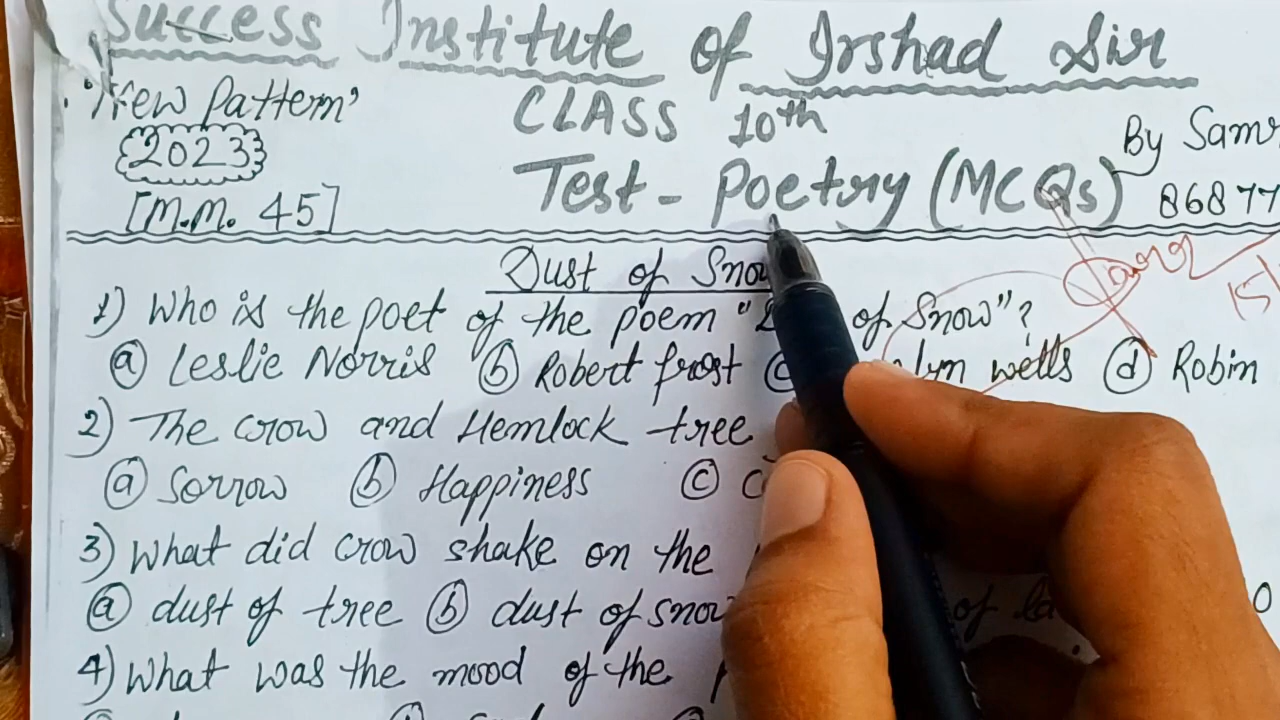 Success Institute of Irshad Sir
'New Pattern'
2023
[M.M. 45]
CLASS 10th
Test - Poetry (MCQs)
By
86877
Dust of Snow
1) Who is the poet of the poem " of Snow"?
(a) Leslie Norris (b) Robert frost (c) wells (d) Robin
2) The crow and Hemlock tree
(a) Sorrow (b) Happiness (c)
3) What did crow shake on the
(a) dust of tree (b) dust of snow of
4) What was the mood of the